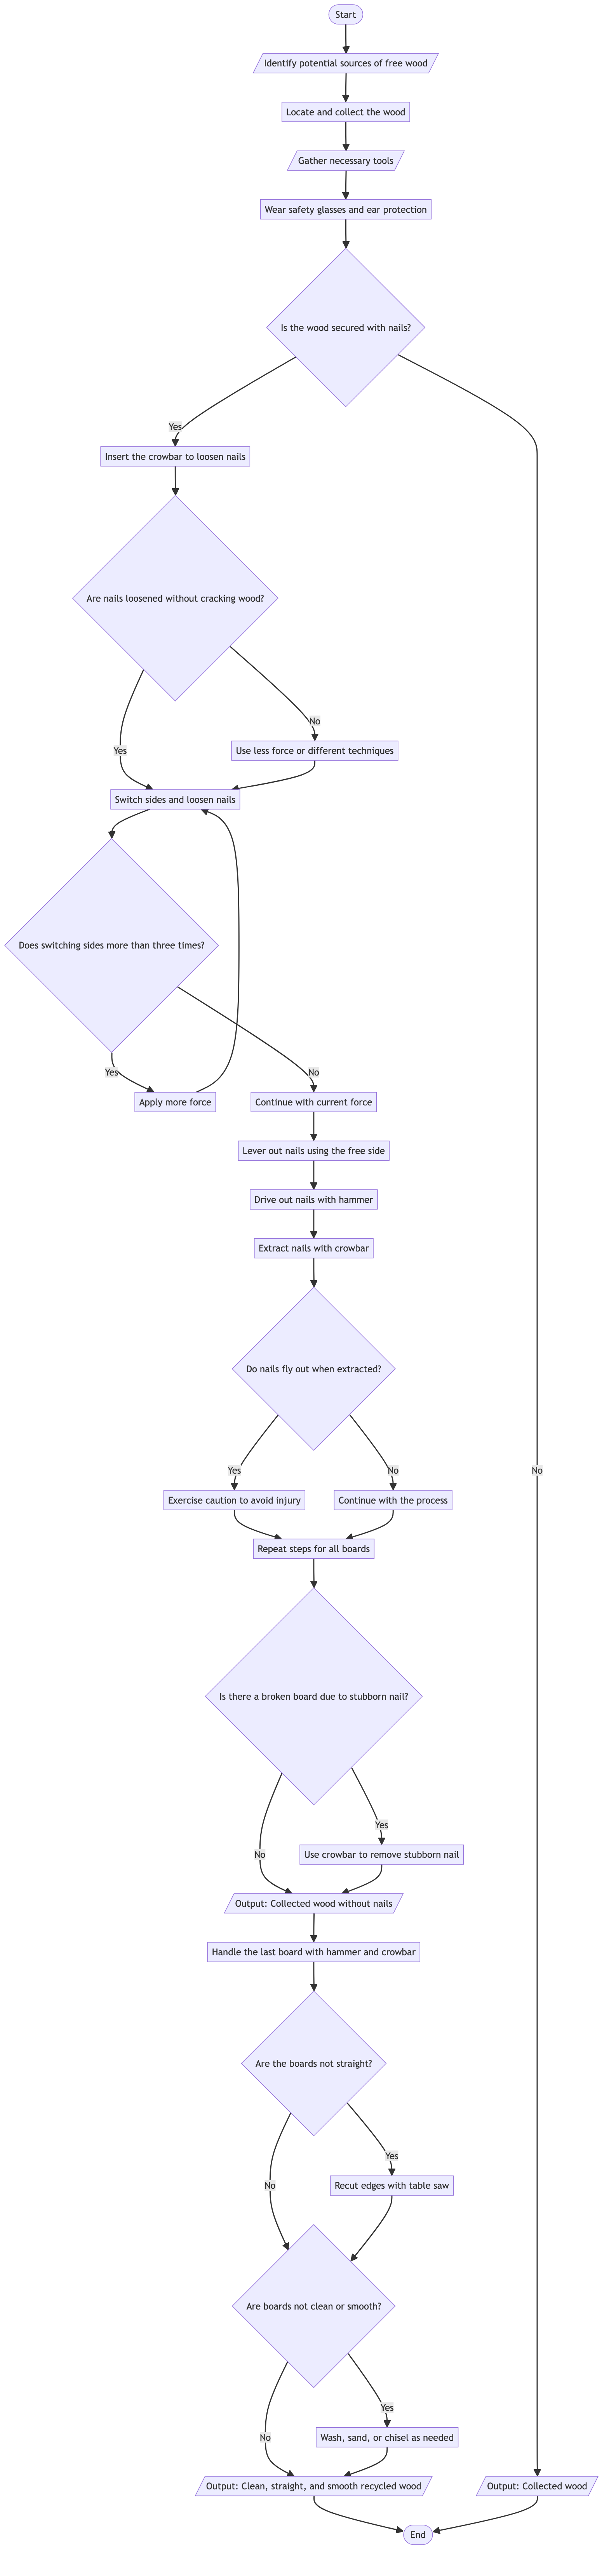 Start
Identify potential sources of free wood
Locate and collect the wood
Gather necessary tools
Wear safety glasses and ear protection
Is the wood secured with nails?
Yes
Insert the crowbar to loosen nails
Are nails loosened without cracking wood?
No
Yes
Use less force or different techniques
Switch sides and loosen nails
Does switching sides more than three times?
Yes
No
Apply more force
Continue with current force
Lever out nails using the free side
Drive out nails with hammer
Extract nails with crowbar
Do nails fly out when extracted?
Yes
No
No
Exercise caution to avoid injury
Continue with the process
Repeat steps for all boards
Is there a broken board due to stubborn nail?
Yes
No
Use crowbar to remove stubborn nail
Output: Collected wood without nails
Handle the last board with hammer and crowbar
Are the boards not straight?
Yes
No
Recut edges with table saw
Are boards not clean or smooth?
Yes
No
Wash, sand, or chisel as needed
Output: Clean, straight, and smooth recycled wood
Output: Collected wood
End